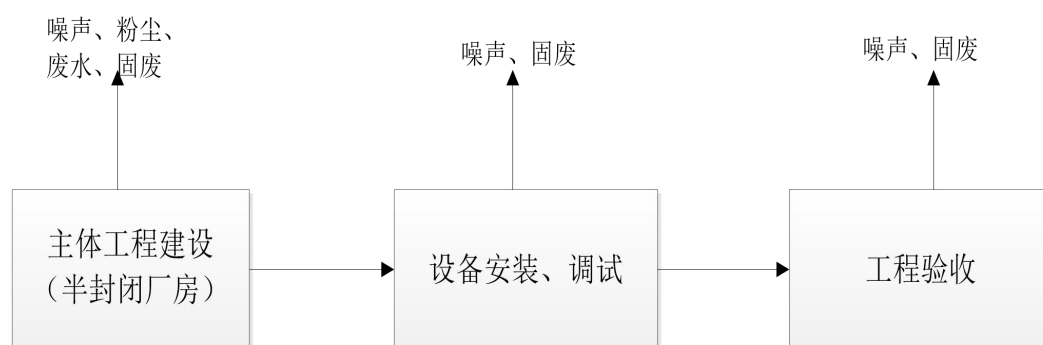 噪声、粉尘、
废水、固废
噪声、固废
噪声、固废
主体工程建设
（半封闭厂房）
设备安装、调试
工程验收